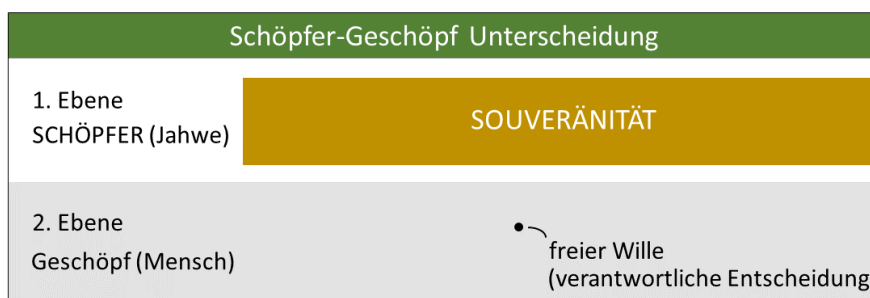 Schöpfer-Geschöpf Unterscheidung
1. Ebene
SCHÖPFER (Jahwe)
SOUVERÄNITÄT
2. Ebene
Geschöpf (Mensch)
freier Wille
(verantwortliche Entscheidung